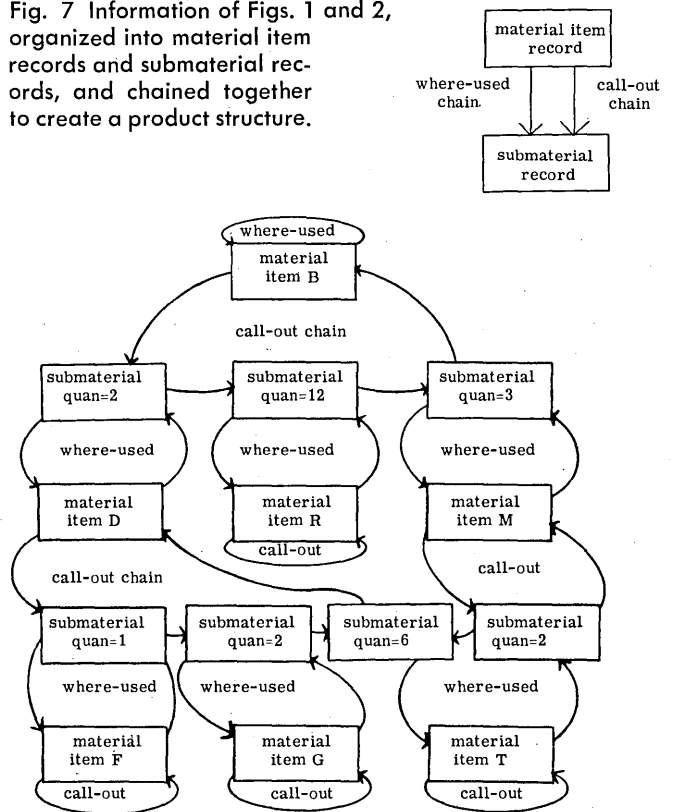 Fig. 7 Information of Figs. 1 and 2,
organized into material item
records and submaterial rec-
ords, and chained together
to create a product structure.
material item
record
where-used
chain.
call-out
chain
submaterial
record
where-used
material
item B
call-out chain
submaterial
quan=2
submaterial
quan=12
submaterial
quan=3
where-used
where-used
where-used
material
item D
material
item R
material
item M
call-out
call-out chain
call-out
submaterial
quan=1
submaterial
quan=2
submaterial
quan=6
submaterial
quan=2
where-used
where-used
where-used
material
item F
material
item G
material
item T
call-out
call-out
call-out